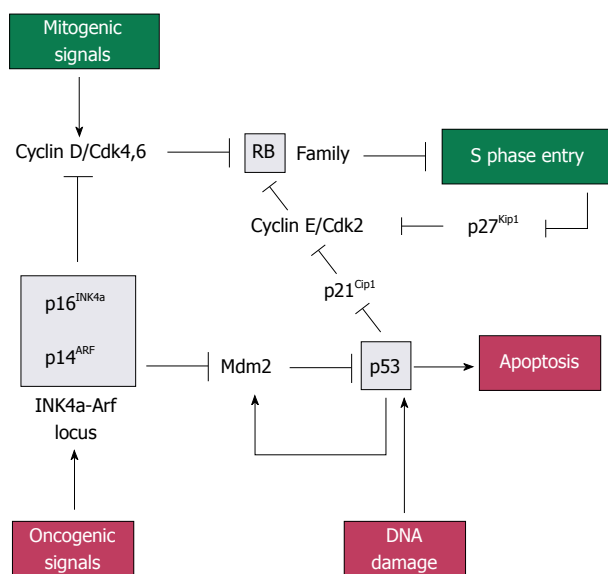 Mitogenic
signals
Cyclin D/Cdk4,6
RB
Family
S phase entry
Cyclin E/Cdk2
p27Kip1
p21Cip1
p16INK4a
p14ARF
Mdm2
p53
Apoptosis
INK4a-Arf
locus
Oncogenic
signals
DNA
damage